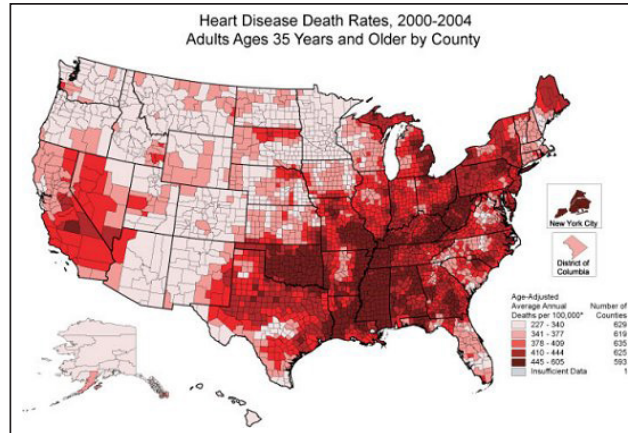 Heart Disease Death Rates, 2000-2004
Adults Ages 35 Years and Older by County
New York City
District of
Columbia
Age-Adjusted
Average Annual Number of
Deaths per 100,000* Counties
227 - 340 629
341 - 377 619
378 - 409 635
410 - 444 625
445 - 605 593
Insufficient Data 1